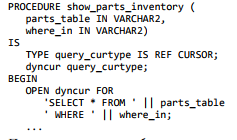 PROCEDURE show_parts_inventory (
parts_table IN VARCHAR2,
where_in IN VARCHAR2)
IS
TYPE query_curtype IS REF CURSOR;
dyncur query_curtype;
BEGIN
OPEN dyncur FOR
'SELECT * FROM ' || parts_table
' WHERE ' || where_in;
...